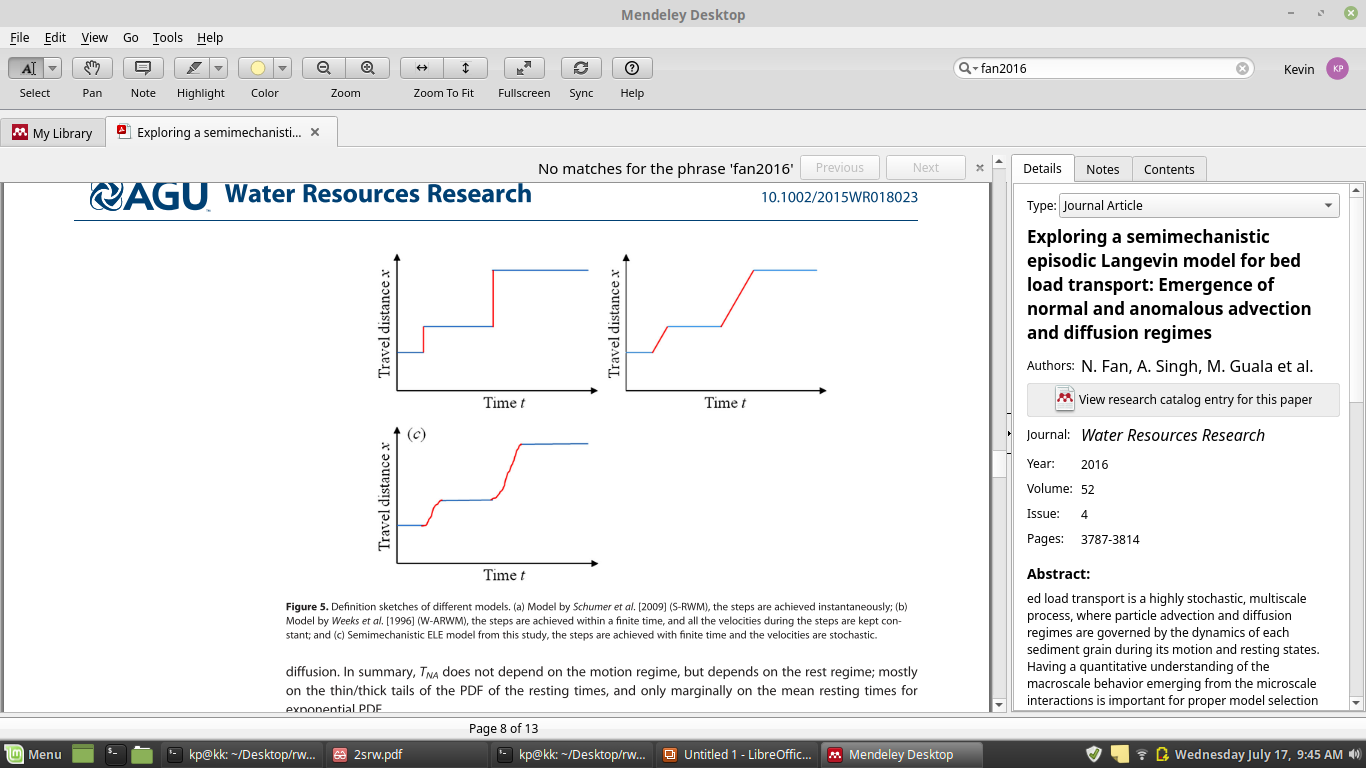 Mendeley Desktop
File Edit View Go Tools Help
fan2016
Kevin KP
Select Pan Note Highlight Color Zoom Zoom To Fit Fullscreen Sync Help
My Library
Exploring a semimechanisti...
No matches for the phrase 'fan2016' Previous Next
AGU Water Resources Research 10.1002/2015WR018023
Travel distance x
Time t
Travel distance x
Time t
(c)
Travel distance x
Time t
Figure 5. Definition sketches of different models. (a) Model by Schumer et al. [2009] (S-RWM), the steps are achieved instantaneously; (b)
Model by Weeks et al. [1996] (W-ARWM), the steps are achieved within a finite time, and all the velocities during the steps are kept con-
stant; and (c) Semimechanistic ELE model from this study, the steps are achieved with finite time and the velocities are stochastic.
diffusion. In summary, TNA does not depend on the motion regime, but depends on the rest regime; mostly
on the thin/thick tails of the PDF of the resting times, and only marginally on the mean resting times for
exponential PDF.
Page 8 of 13
Details Notes Contents
Type: Journal Article
Exploring a semimechanistic
episodic Langevin model for bed
load transport: Emergence of
normal and anomalous advection
and diffusion regimes
Authors: N. Fan, A. Singh, M. Guala et al.
View research catalog entry for this paper
Journal: Water Resources Research
Year: 2016
Volume: 52
Issue: 4
Pages: 3787-3814
Abstract:
ed load transport is a highly stochastic, multiscale
process, where particle advection and diffusion
regimes are governed by the dynamics of each
sediment grain during its motion and resting states.
Having a quantitative understanding of the
macroscale behavior emerging from the microscale
interactions is important for proper model selection
Menu kp@kk: ~/Desktop/rw... 2srw.pdf kp@kk: ~/Desktop/rw... Untitled 1 - LibreOffic... Mendeley Desktop Wednesday July 17, 9:45 AM